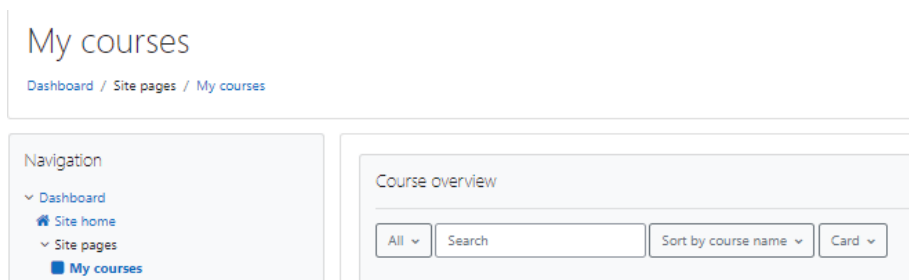 My courses
Dashboard / Site pages / My courses
Navigation
Dashboard
Site home
Site pages
My courses
Course overview
All Search Sort by course name Card